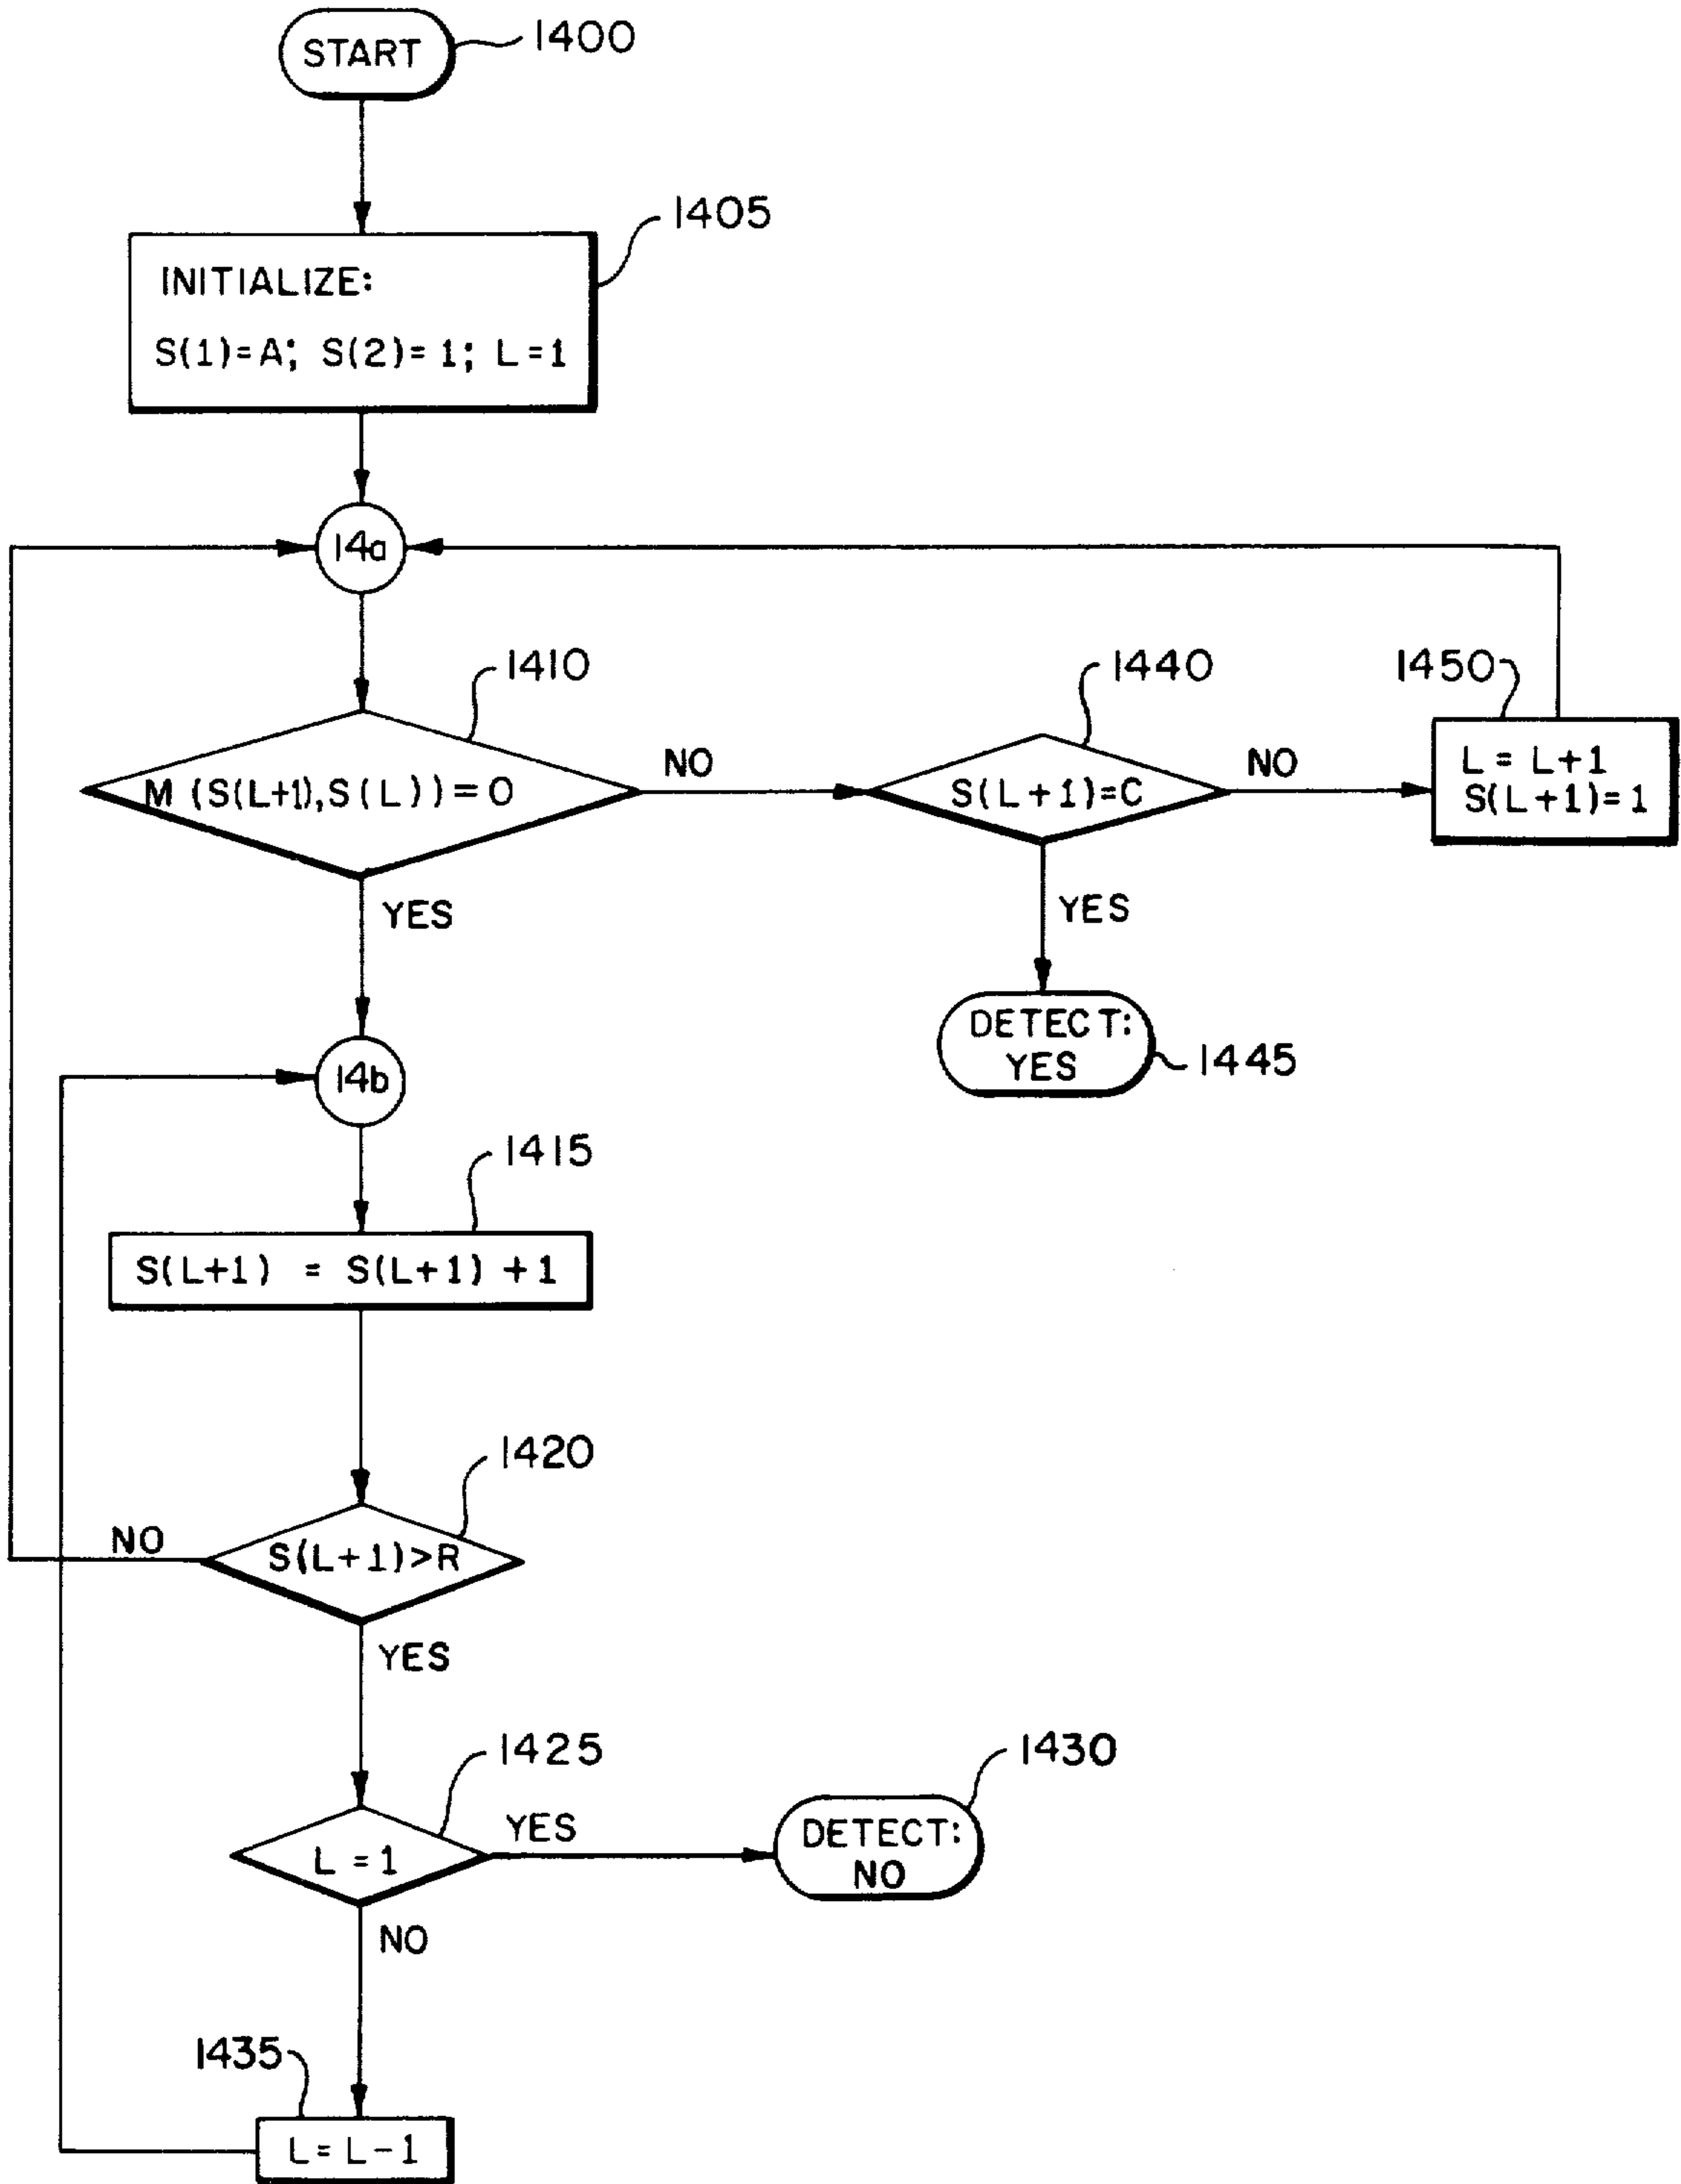 START
1400
1405
INITIALIZE:
S(1)=A; S(2)=1; L=1
14a
1410
1440
1450
M (S(L+1), S(L)) = 0
NO
S(L+1)=C
NO
L = L+1
S(L+1)=1
YES
YES
DETECT:
YES
1445
14b
1415
S(L+1) = S(L+1) +1
1420
NO
S(L+1)>R
YES
1425
1430
YES
L = 1
DETECT:
NO
NO
1435
L = L-1